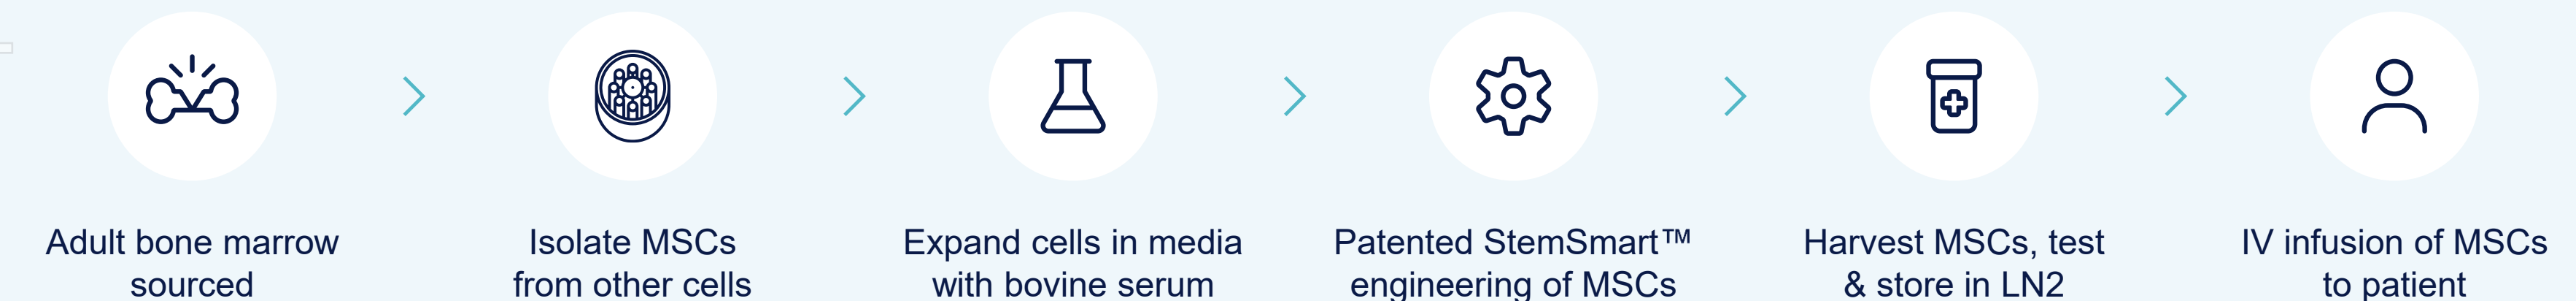 Adult bone marrow
sourced
Isolate MSCs
from other cells
Expand cells in media
with bovine serum
Patented StemSmart™
engineering of MSCs
Harvest MSCs, test
& store in LN2
IV infusion of MSCs
to patient